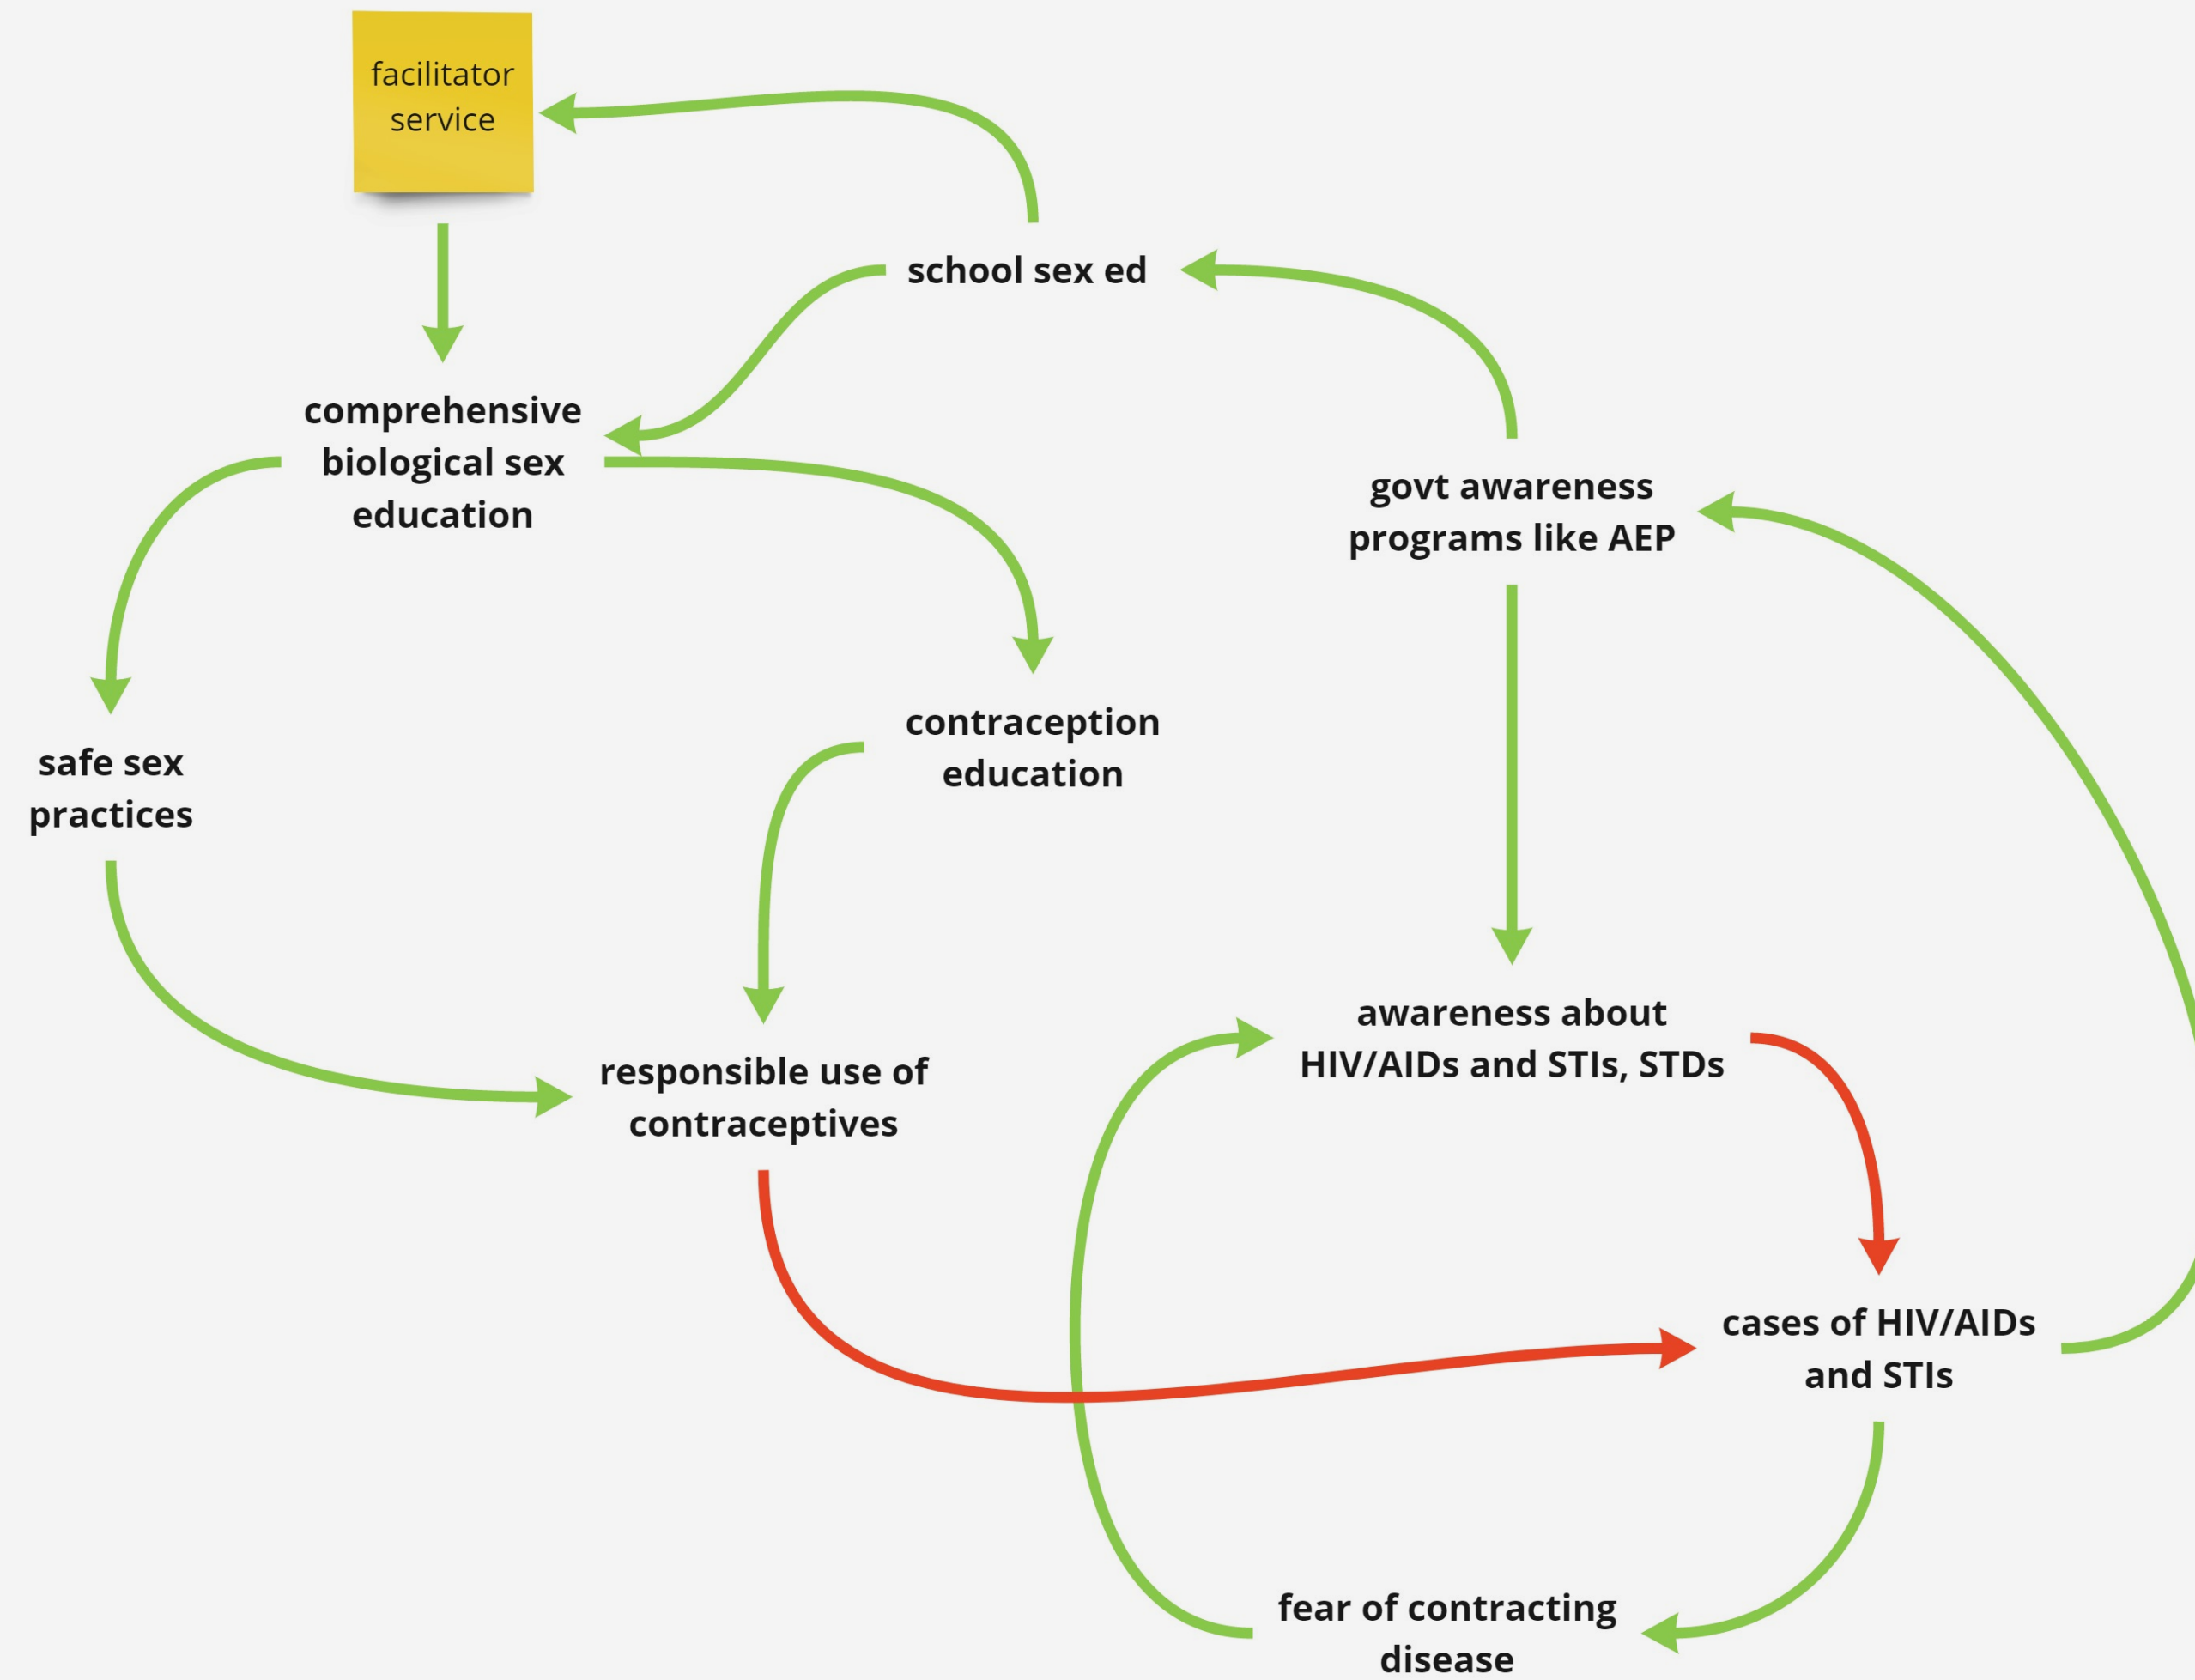 facilitator
service
school sex ed
comprehensive
biological sex
education
govt awareness
programs like AEP
contraception
education
safe sex
practices
awareness about
HIV/AIDs and STIs, STDs
responsible use of
contraceptives
cases of HIV/AIDs
and STIs
fear of contracting
disease